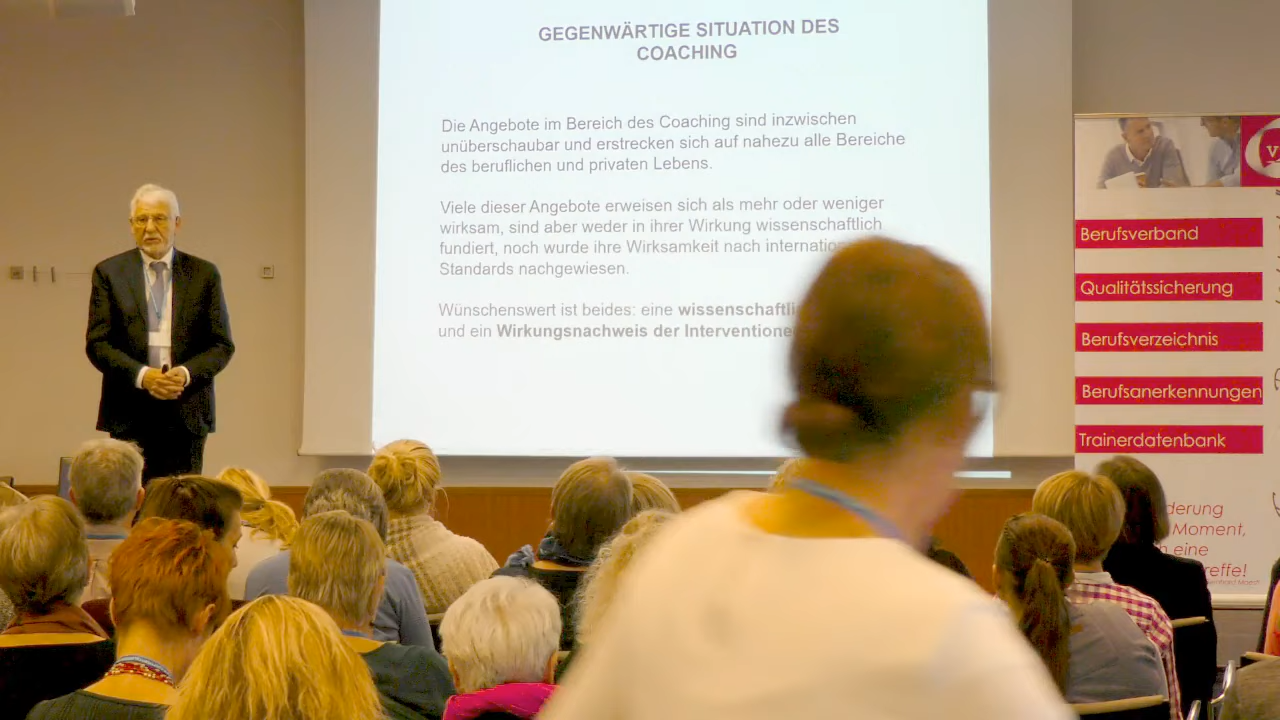 GEGENWÄRTIGE SITUATION DES
COACHING
Die Angebote im Bereich des Coaching sind inzwischen
unüberschaubar und erstrecken sich auf nahezu alle Bereiche
des beruflichen und privaten Lebens.
Viele dieser Angebote erweisen sich als mehr oder weniger
wirksam, sind aber weder in ihrer Wirkung wissenschaftlich
fundiert, noch wurde ihre Wirksamkeit nach
Standards nachgewiesen.
Wünschenswert ist beides: eine
und ein Wirkungsnachweis der
Berufsverband
Qualitätssicherung
Berufsverzeichnis
Berufsanerkennungen
Trainerdatenbank
Moment,
eine